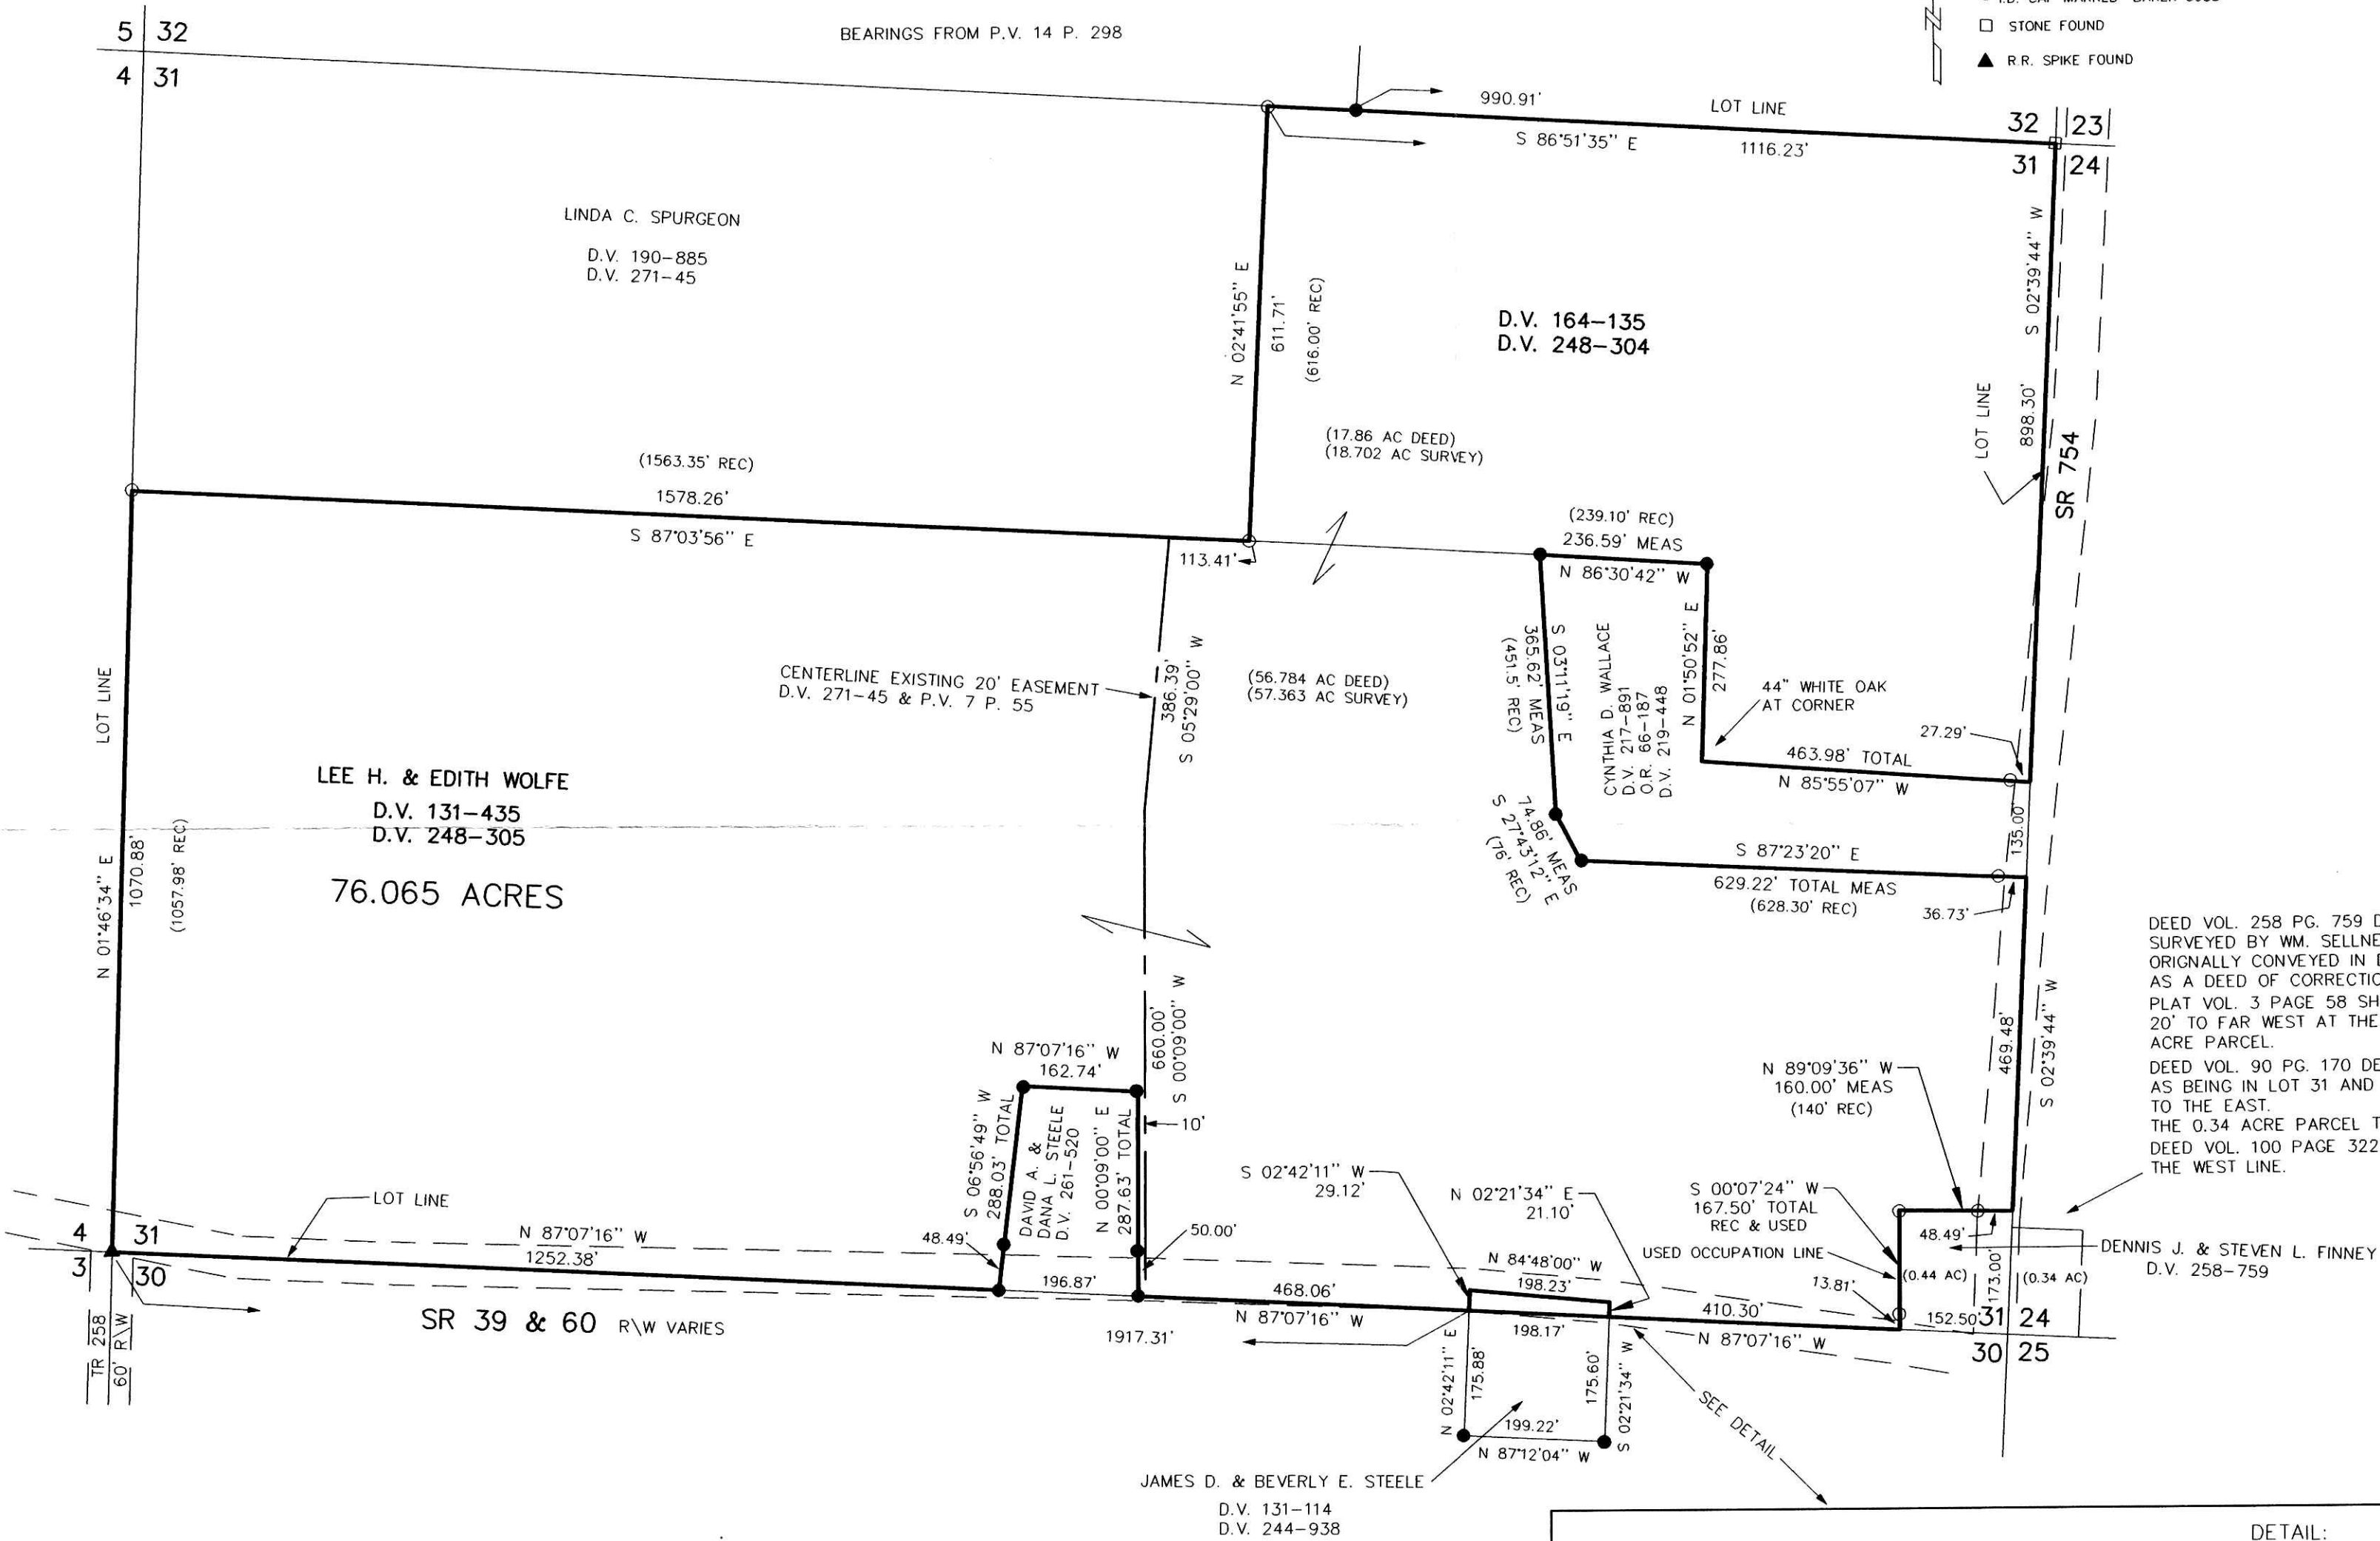 5 32
4 31
BEARINGS FROM P.V. 14 P. 298
□ STONE FOUND
▲ R.R. SPIKE FOUND
990.91'
LOT LINE
S 86°51'35" E
1116.23'
32 23
31 24
LINDA C. SPURGEON
D.V. 190-885
D.V. 271-45
N 02°41'55" E
611.71'
(616.00' REC)
D.V. 164-135
D.V. 248-304
S 02°39'44" W
898.30'
LOT LINE
SR 754
(17.86 AC DEED)
(18.702 AC SURVEY)
(1563.35' REC)
1578.26'
S 87°03'56" E
113.41'
(239.10' REC)
236.59' MEAS
N 86°30'42" W
S 03°11'19" E
365.62' MEAS
(451.5' REC)
CYNTHIA D. WALLACE
D.V. 217-891
O.R. 66-187
D.V. 219-448
N 01°50'52" E
277.86'
44" WHITE OAK
AT CORNER
27.29'
463.98' TOTAL
N 85°55'07" W
CENTERLINE EXISTING 20' EASEMENT
D.V. 271-45 & P.V. 7 P. 55
386.39'
S 05°29'00" W
(56.784 AC DEED)
(57.363 AC SURVEY)
LOT LINE
LEE H. & EDITH WOLFE
D.V. 131-435
D.V. 248-305
76.065 ACRES
N 01°46'34" E
1070.88'
(1057.98' REC)
74.86' MEAS
S 27°43'12" E
(76' REC)
135.00'
S 87°23'20" E
629.22' TOTAL MEAS
(628.30' REC)
36.73'
DEED VOL. 258 PG. 759
SURVEYED BY WM.
ORIGNALLY CONVEYED IN
AS A DEED OF
PLAT VOL. 3 PAGE 58
20' TO FAR WEST AT THE
ACRE PARCEL.
DEED VOL. 90 PG. 170
AS BEING IN LOT 31 AND
TO THE EAST.
THE 0.34 ACRE PARCEL
DEED VOL. 100 PAGE 322
THE WEST LINE.
469.48'
S 02°39'44" W
660.00'
S 00°09'00" W
N 87°07'16" W
162.74'
S 06°56'49" W
288.03' TOTAL
DAVID A. &
DANA L. STEELE
D.V. 261-520
N 00°09'00" E
287.63' TOTAL
10'
N 89°09'36" W
160.00' MEAS
(140' REC)
S 02°42'11" W
29.12'
N 02°21'34" E
21.10'
S 00°07'24" W
167.50' TOTAL
REC & USED
USED OCCUPATION LINE
48.49'
DENNIS J. & STEVEN L. FINNEY
D.V. 258-759
(0.44 AC)
173.00'
(0.34 AC)
13.81'
152.50'
31 24
30 25
LOT LINE
4 31
3 30
N 87°07'16" W
1252.38'
48.49'
50.00'
196.87'
468.06'
N 87°07'16" W
N 84°48'00" W
198.23'
198.17'
410.30'
N 87°07'16" W
1917.31'
SR 39 & 60 R\W VARIES
TR 258
60' R\W
N 02°42'11" E
175.88'
175.60'
S 02°21'34" W
199.22'
N 87°12'04" W
SEE DETAIL
JAMES D. & BEVERLY E. STEELE
D.V. 131-114
D.V. 244-938
DETAIL: